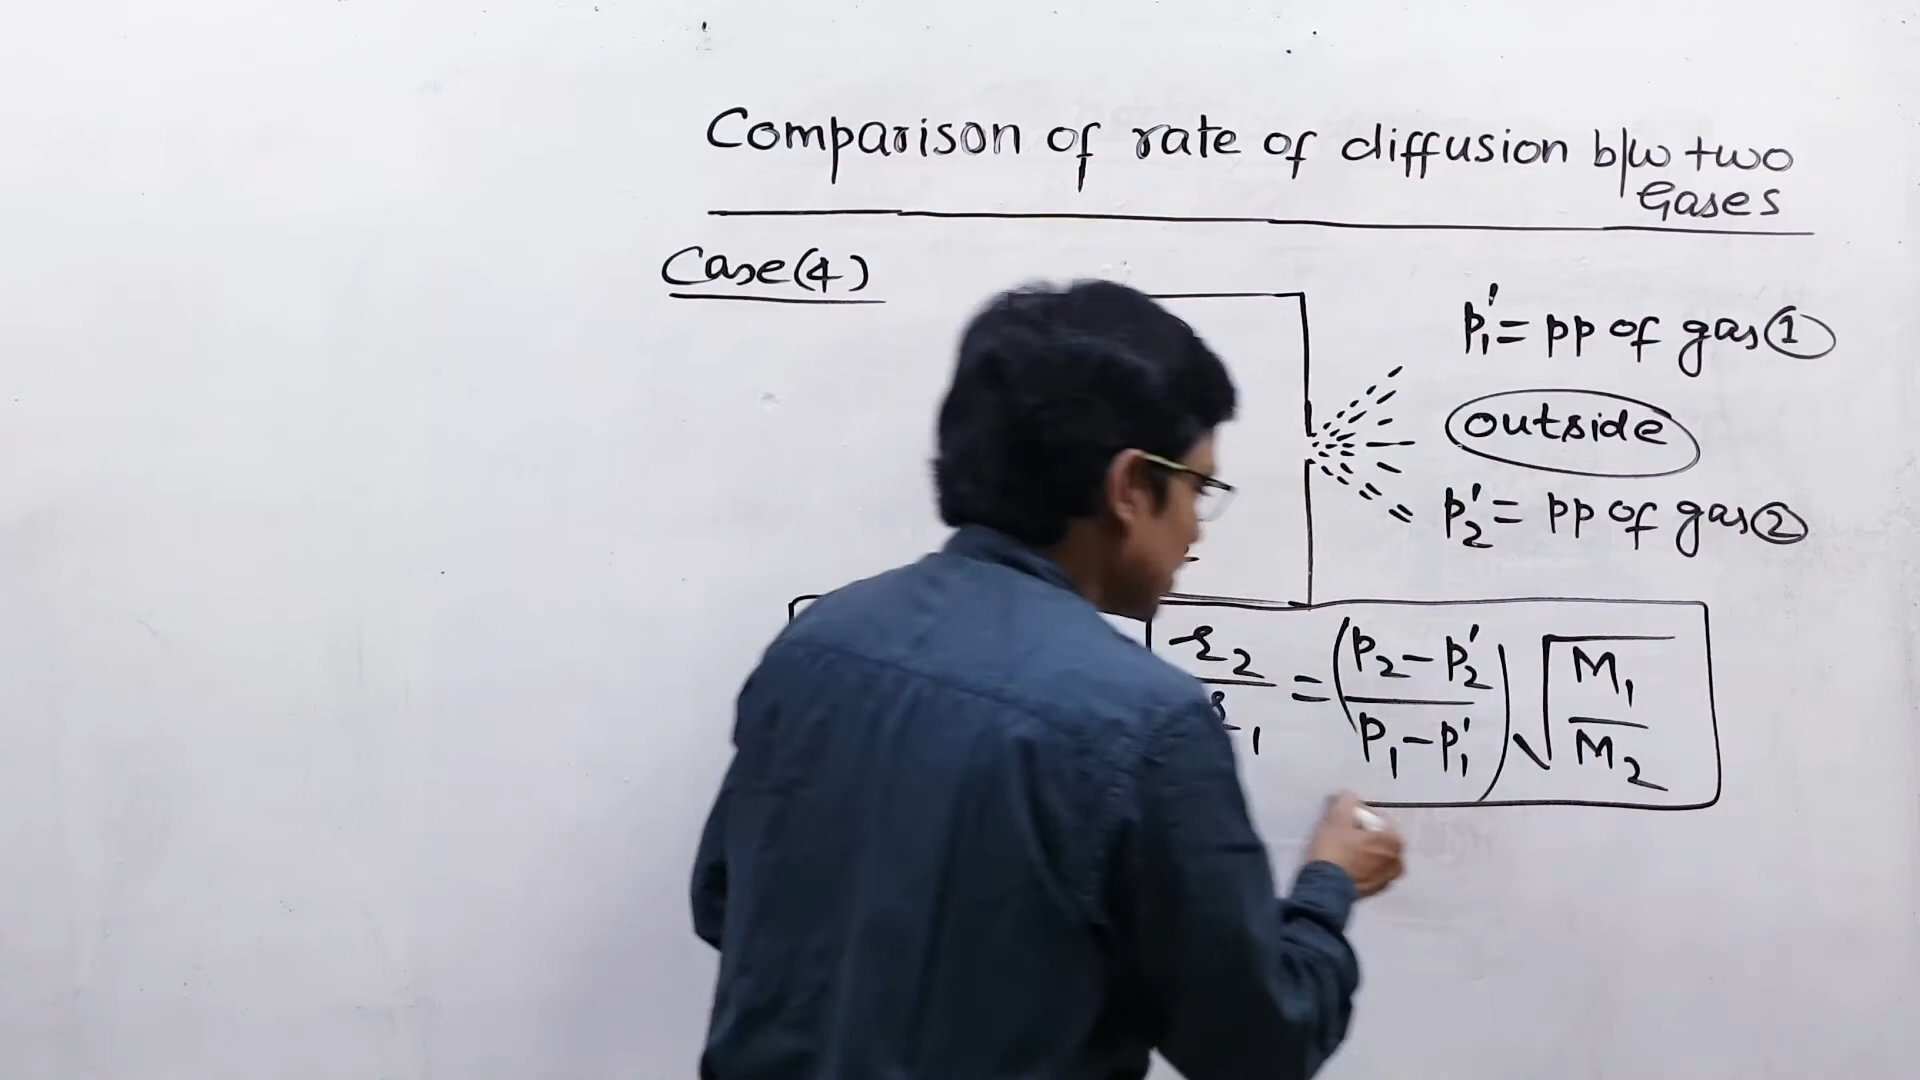 Comparison of rate of diffusion b/w two
Gases
Case(4)
p₁' = pp of gas ①
outside
p₂' = pp of gas ②
r₂/r₁ = (p₂-p₂'/p₁-p₁') √M₁/M₂